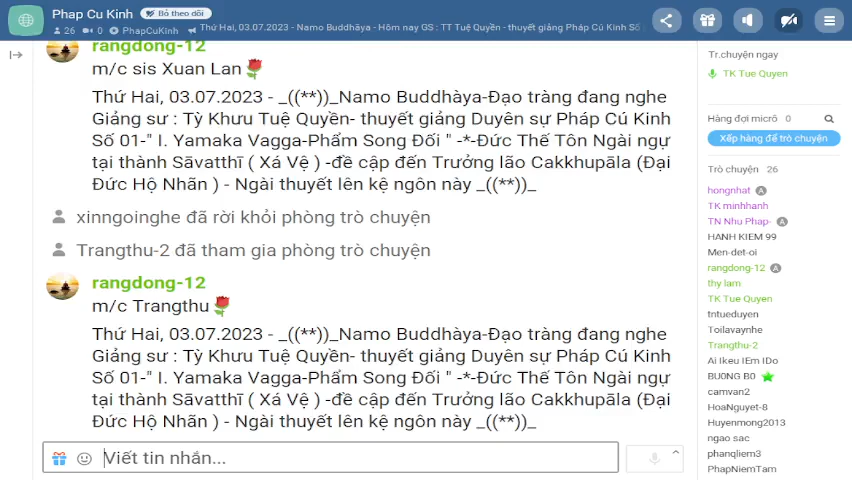 Phap Cu Kinh
Bỏ theo dõi
26 0 PhapCuKinh Thứ Hai, 03.07.2023 - Namo Buddhāya - Hôm nay GS : TT Tuệ Quyền - thuyết giảng Pháp Cú Kinh Số
rangdong-12
m/c sis Xuan Lan
Thứ Hai, 03.07.2023 - _((**))_Namo Buddhàya-Đạo tràng đang nghe
Giảng sư : Tỳ Khưu Tuệ Quyền- thuyết giảng Duyên sự Pháp Cú Kinh
Số 01-" I. Yamaka Vagga-Phẩm Song Đối " -*-Đức Thế Tôn Ngài ngự
tại thành Sāvatthī ( Xá Vệ ) -đề cập đến Trưởng lão Cakkhupāla (Đại
Đức Hộ Nhãn ) - Ngài thuyết lên kệ ngôn này _((**))_
xinngoinghe đã rời khỏi phòng trò chuyện
Trangthu-2 đã tham gia phòng trò chuyện
rangdong-12
m/c Trangthu
Thứ Hai, 03.07.2023 - _((**))_Namo Buddhàya-Đạo tràng đang nghe
Giảng sư : Tỳ Khưu Tuệ Quyền- thuyết giảng Duyên sự Pháp Cú Kinh
Số 01-" I. Yamaka Vagga-Phẩm Song Đối " -*-Đức Thế Tôn Ngài ngự
tại thành Sāvatthī ( Xá Vệ ) -đề cập đến Trưởng lão Cakkhupāla (Đại
Đức Hộ Nhãn ) - Ngài thuyết lên kệ ngôn này _((**))_
Viết tin nhắn...
Tr.chuyện ngay
TK Tue Quyen
Hàng đợi micrô 0
Xếp hàng để trò chuyện
Trò chuyện 26
hongnhat A
TK minhhanh
TN Nhu Phap- A
HANH KIEM 99
Men-det-oi
rangdong-12 A
thy lam
TK Tue Quyen
tntueduyen
Toilavaynhe
Trangthu-2
Ai Ikeu IEm IDo
BU0NG B0
camvan2
HoaNguyet-8
Huyenmong2013
ngao sac
phanqliem3
PhapNiemTam